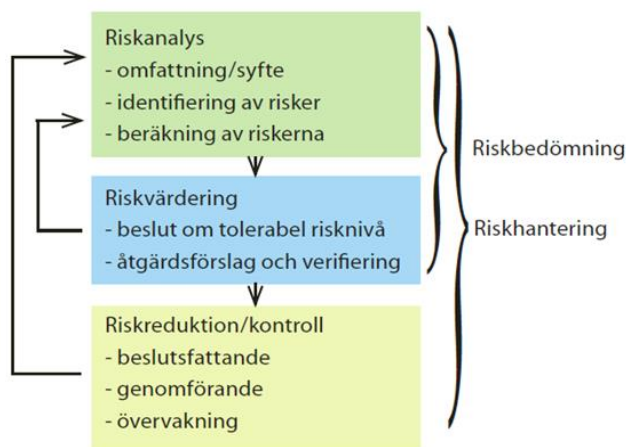 Riskanalys
- omfattning/syfte
- identifiering av risker
- beräkning av riskerna
Riskvärdering
- beslut om tolerabel risknivå
- åtgärdsförslag och verifiering
Riskreduktion/kontroll
- beslutsfattande
- genomförande
- övervakning
Riskbedömning
Riskhantering